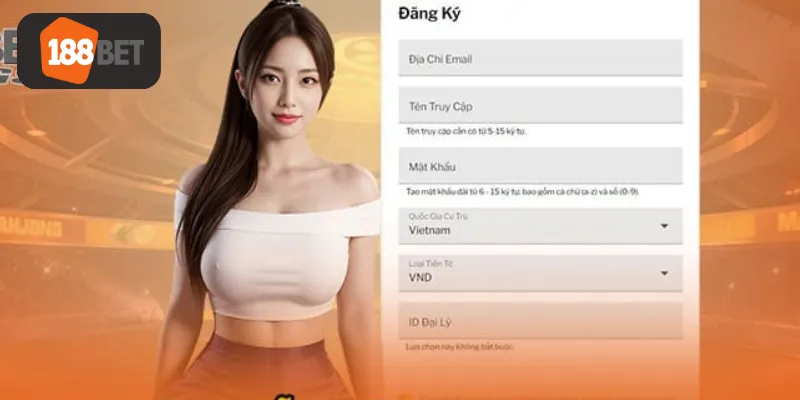 188BET
Đăng Ký
Địa Chỉ Email
Tên Truy Cập
Tên truy cập cần có từ 5-15 ký tự.
Mật Khẩu
Tạo mật khẩu dài từ 6 - 15 ký tự, bao gồm cả chữ (a-z) và số (0-9).
Quốc Gia Cư Trú
Vietnam
Loại Tiền Tệ
VND
ID Đại Lý
Lựa chọn này không bắt buộc.
MAHJONG